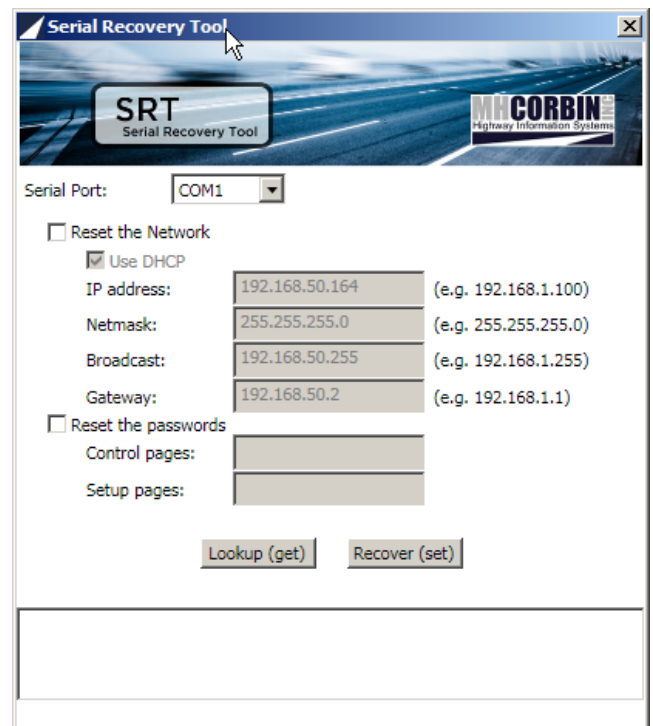 Serial Recovery Tool
SRT
Serial Recovery Tool
MHCORBIN INC
Highway Information Systems
Serial Port: COM1
Reset the Network
Use DHCP
IP address: 192.168.50.164 (e.g. 192.168.1.100)
Netmask: 255.255.255.0 (e.g. 255.255.255.0)
Broadcast: 192.168.50.255 (e.g. 192.168.1.255)
Gateway: 192.168.50.2 (e.g. 192.168.1.1)
Reset the passwords
Control pages:
Setup pages:
Lookup (get) Recover (set)